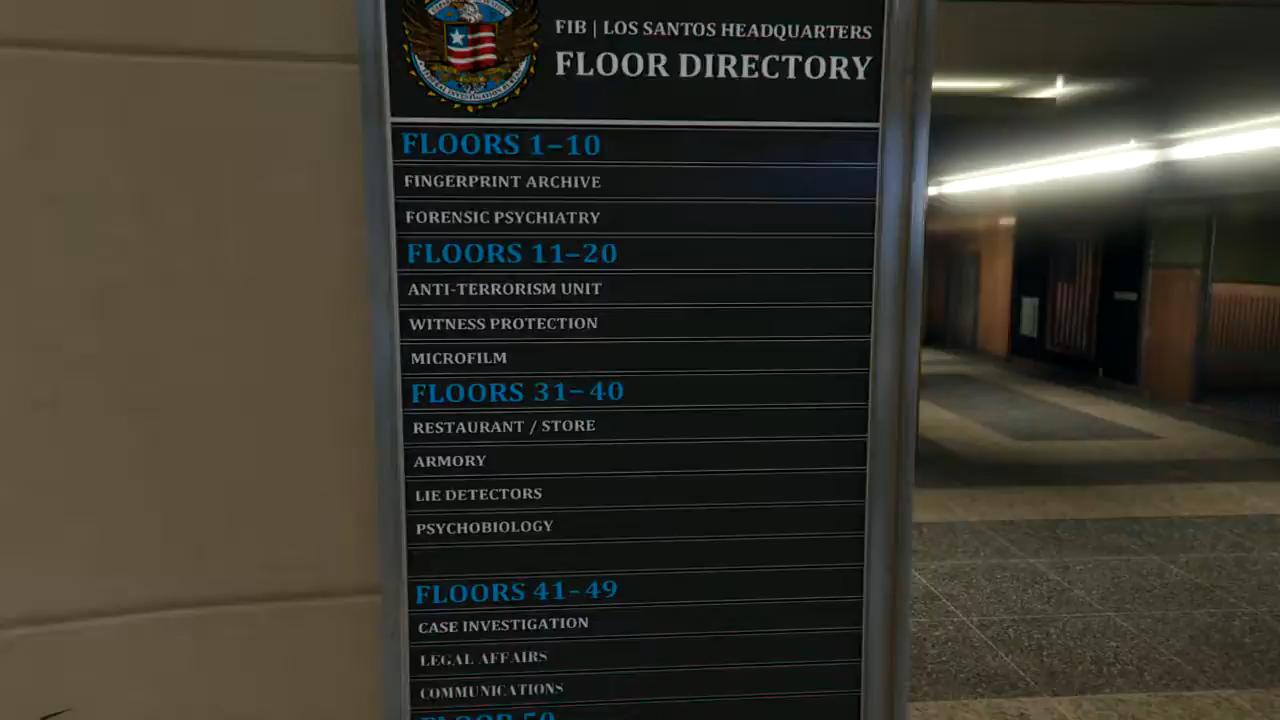 FIB | LOS SANTOS HEADQUARTERS
FLOOR DIRECTORY
FLOORS 1–10
FINGERPRINT ARCHIVE
FORENSIC PSYCHIATRY
FLOORS 11–20
ANTI-TERRORISM UNIT
WITNESS PROTECTION
MICROFILM
FLOORS 31–40
RESTAURANT / STORE
ARMORY
LIE DETECTORS
PSYCHOBIOLOGY
FLOORS 41–49
CASE INVESTIGATION
LEGAL AFFAIRS
COMMUNICATIONS
FLOOR 50